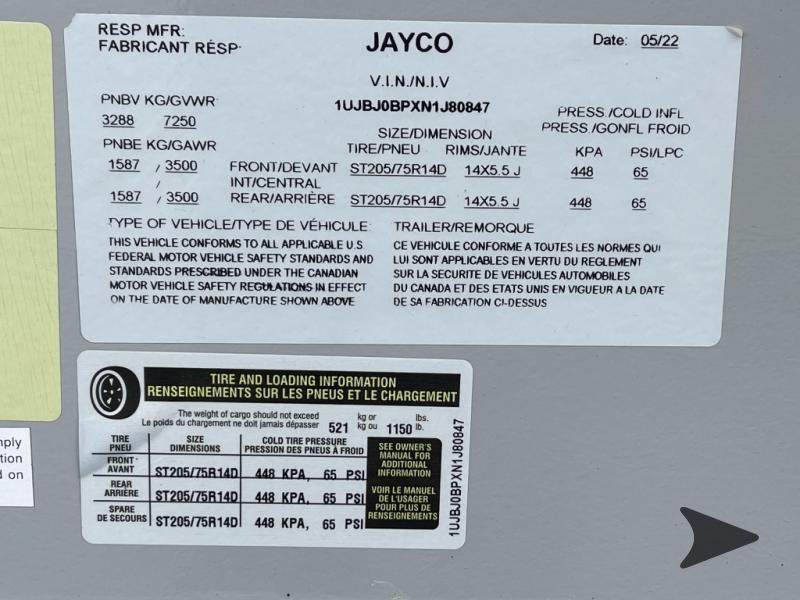 RESP MFR:
FABRICANT RÉSP·
JAYCO
Date: 05/22
V.I.N./N.I.V
1UJBJ0BPXN1J80847
PNBV KG/GVWR
3288 7250
PRESS./COLD INFL
PRESS./GONFL FROID
SIZE/DIMENSION
PNBE KG/GAWR TIRE/PNEU RIMS/JANTE KPA PSI/LPC
1587 / 3500 FRONT/DEVANT ST205/75R14D 14X5.5 J 448 65
/ INT/CENTRAL
1587 / 3500 REAR/ARRIÈRE ST205/75R14D 14X5.5 J 448 65
TYPE OF VEHICLE/TYPE DE VÉHICULE: TRAILER/REMORQUE
THIS VEHICLE CONFORMS TO ALL APPLICABLE U.S.
FEDERAL MOTOR VEHICLE SAFETY STANDARDS AND
STANDARDS PRESCRIBED UNDER THE CANADIAN
MOTOR VEHICLE SAFETY REGULATIONS IN EFFECT
ON THE DATE OF MANUFACTURE SHOWN ABOVE
CE VEHICULE CONFORME A TOUTES LES NORMES QUI
LUI SONT APPLICABLES EN VERTU DU REGLEMENT
SUR LA SECURITE DE VEHICULES AUTOMOBILES
DU CANADA ET DES ETATS UNIS EN VIGUEUR A LA DATE
DE SA FABRICATION CI-DESSUS
TIRE AND LOADING INFORMATION
RENSEIGNEMENTS SUR LES PNEUS ET LE CHARGEMENT
The weight of cargo should not exceed
Le poids du chargement ne doit jamais dépasser 521 kg or
kg ou 1150 lbs.
lb.
TIRE
PNEU
SIZE
DIMENSIONS
COLD TIRE PRESSURE
PRESSION DES PNEUS À FROID
FRONT
AVANT ST205/75R14D 448 KPA, 65 PSI
REAR
ARRIÈRE ST205/75R14D 448 KPA, 65 PSI
SPARE
DE SECOURS ST205/75R14D 448 KPA, 65 PSI
SEE OWNER'S
MANUAL FOR
ADDITIONAL
INFORMATION
VOIR LE MANUEL
DE L'USAGER
POUR PLUS DE
RENSEIGNEMENTS
1UJBJ0BPXN1J80847
on